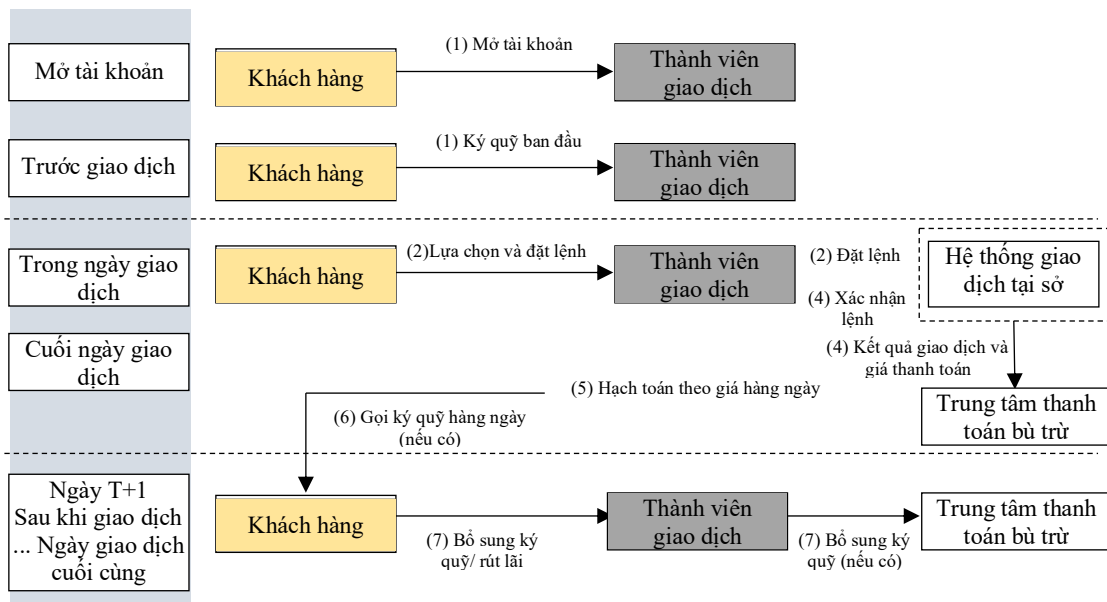 Mở tài khoản
Khách hàng
(1) Mở tài khoản
Thành viên
giao dịch
Trước giao dịch
Khách hàng
(1) Ký quỹ ban đầu
Thành viên
giao dịch
Trong ngày giao
dịch
Khách hàng
(2)Lựa chọn và đặt lệnh
Thành viên
giao dịch
(2) Đặt lệnh
(4) Xác nhận
lệnh
Hệ thống giao
dịch tại sở
Cuối ngày giao
dịch
(4) Kết quả giao dịch và
giá thanh toán
(5) Hạch toán theo giá hàng ngày
(6) Gọi ký quỹ hàng ngày
(nếu có)
Trung tâm thanh
toán bù trừ
Ngày T+1
Sau khi giao dịch
... Ngày giao dịch
cuối cùng
Khách hàng
(7) Bổ sung ký
quỹ/ rút lãi
Thành viên
giao dịch
(7) Bổ sung ký
quỹ (nếu có)
Trung tâm thanh
toán bù trừ